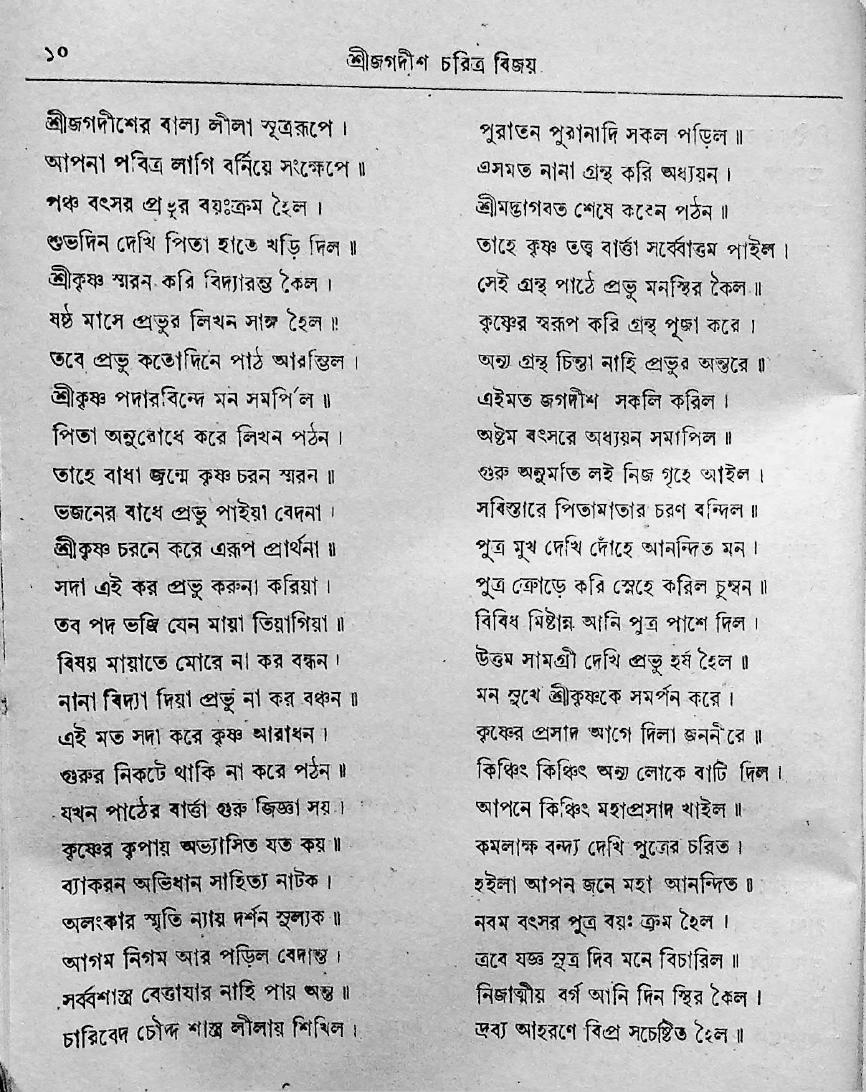 ১০
শ্রীজগদীশ চরিত্র বিজয়
শ্রীজগদীশের বাল্য লীলা সূত্ররূপে ।
আপনা পবিত্র লাগি বর্নিয়ে সংক্ষেপে ॥
পঞ্চ বৎসর প্রভুর বয়ঃক্রম হৈল ।
শুভদিন দেখি পিতা হাতে খড়ি দিল ॥
শ্রীকৃষ্ণ স্মরন করি বিদ্যারম্ভ কৈল ।
ষষ্ঠ মাসে প্রভুর লিখন সাঙ্গ হৈল ॥
তবে প্রভু কতোদিনে পাঠ আরম্ভিল ।
শ্রীকৃষ্ণ পদারবিন্দে মন সমর্পিল ॥
পিতা অনুরোধে করে লিখন পঠন ।
তাহে বাধা জন্মে কৃষ্ণ চরন স্মরন ॥
ভজনের বাধে প্রভু পাইয়া বেদনা ।
শ্রীকৃষ্ণ চরনে করে এরূপ প্রার্থনা ॥
সদা এই কর প্রভু করুনা করিয়া ।
তব পদ ভজি যেন মায়া তিয়াগিয়া ॥
বিষয় মায়াতে মোরে না কর বন্ধন ।
নানা বিদ্যা দিয়া প্রভু না কর বঞ্চন ॥
এই মত সদা করে কৃষ্ণ আরাধন ।
গুরুর নিকটে থাকি না করে পঠন ॥
যখন পাঠের বার্ত্তা গুরু জিজ্ঞা সয় ।
কৃষ্ণের কৃপায় অভ্যাসিত যত কয় ॥
ব্যাকরন অভিধান সাহিত্য নাটক ।
অলংকার স্মৃতি ন্যায় দর্শন স্থল্যক ॥
আগম নিগম আর পড়িল বেদান্ত ।
সর্ব্বশাস্ত্র বেত্তাযার নাহি পায় অন্ত ॥
চারিবেদ চৌদ্দ শাস্ত্র লীলায় শিখিল ।
পুরাতন পুরানাদি সকল পড়িল ॥
এসমত নানা গ্রন্থ করি অধ্যয়ন ।
শ্রীমদ্ভাগবত শেষে করেন পঠন ॥
তাহে কৃষ্ণ তত্ত্ব বার্ত্তা সর্ব্বোত্তম পাইল ।
সেই গ্রন্থ পাঠে প্রভু মনস্থির কৈল ॥
কৃষ্ণের স্বরূপ করি গ্রন্থ পূজা করে ।
অন্য গ্রন্থ চিন্তা নাহি প্রভুর অন্তরে ॥
এইমত জগদীশ সকলি করিল ।
অষ্টম বৎসরে অধ্যয়ন সমাপিল ॥
গুরু অনুমতি লই নিজ গৃহে আইল ।
সবিস্তারে পিতামাতার চরণ বন্দিল ॥
পুত্র মুখ দেখি দোঁহে আনন্দিত মন ।
পুত্র ক্রোড়ে করি স্নেহে করিল চুম্বন ॥
বিবিধ মিষ্টান্ন আনি পুত্র পাশে দিল ।
উত্তম সামগ্রী দেখি প্রভু হর্ষ হৈল ॥
মন সুখে শ্রীকৃষ্ণকে সমর্পন করে ।
কৃষ্ণের প্রসাদ আগে দিলা জননীরে ॥
কিঞ্চিৎ কিঞ্চিৎ অন্য লোকে বাটি দিল ।
আপনে কিঞ্চিৎ মহাপ্রসাদ খাইল ॥
কমলাক্ষ বন্দ্য দেখি পুত্রের চরিত ।
হইলা আপন জনে মহা আনন্দিত ॥
নবম বৎসর পুত্র বয়ঃ ক্রম হৈল ।
তবে যজ্ঞ সূত্র দিব মনে বিচারিল ॥
নিজাত্মীয় বর্গ আনি দিন স্থির কৈল ।
দ্রব্য আহরণে বিপ্র সচেষ্টিত হৈল ॥